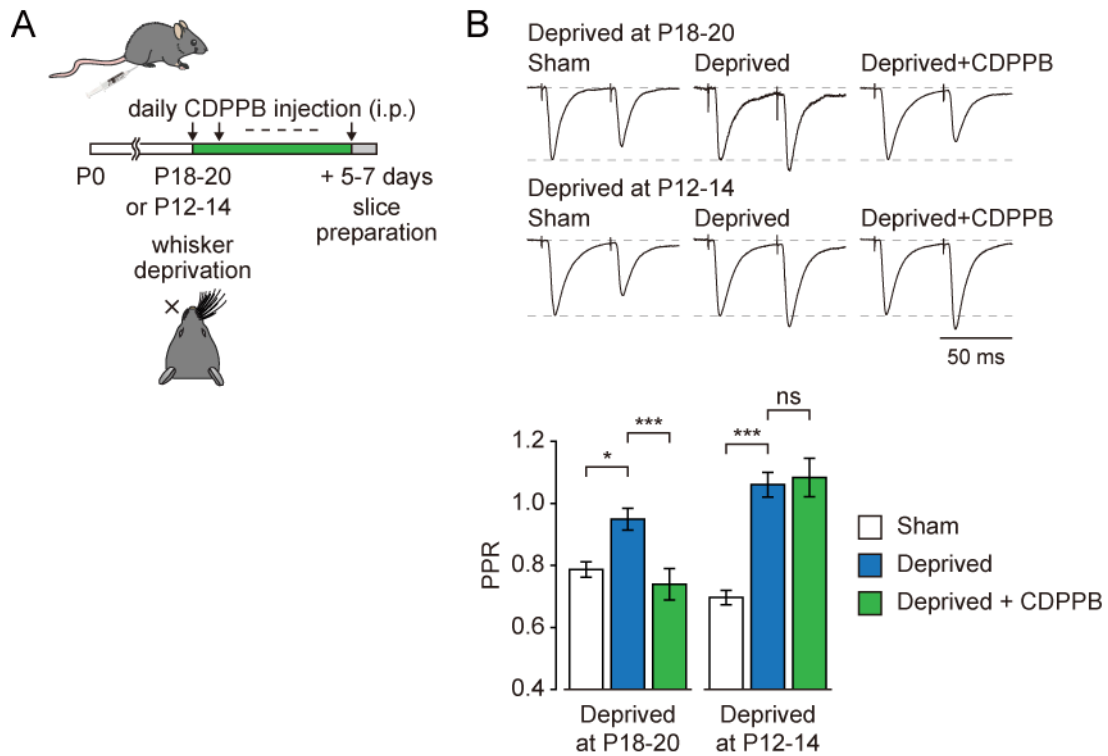 A
daily CDPPB injection (i.p.)
P0
P18-20
+ 5-7 days
or P12-14
slice
preparation
whisker
deprivation
×
B
Deprived at P18-20
Sham
Deprived
Deprived+CDPPB
Deprived at P12-14
Sham
Deprived
Deprived+CDPPB
50 ms
PPR
1.2
1.0
0.8
0.6
0.4
*
***
***
ns
Sham
Deprived
Deprived + CDPPB
Deprived
at P18-20
Deprived
at P12-14